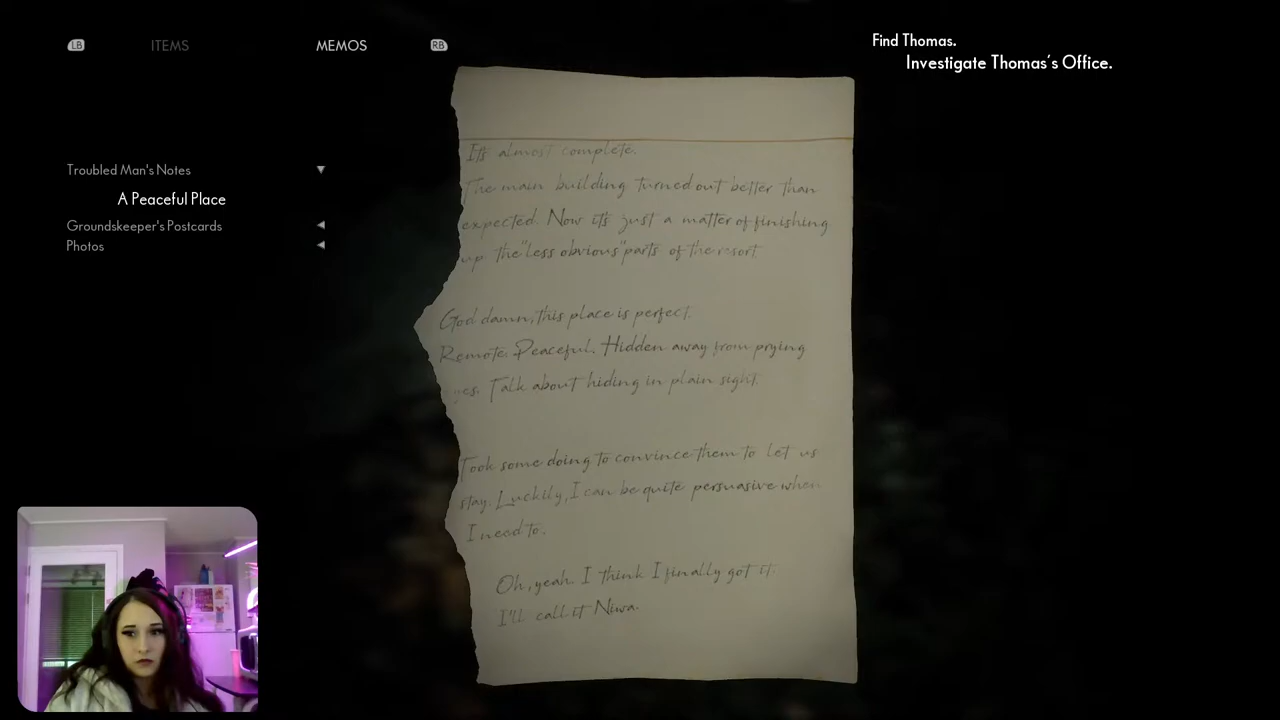 LB
ITEMS
MEMOS
RB
Find Thomas.
Investigate Thomas's Office.
Troubled Man's Notes
A Peaceful Place
Groundskeeper's Postcards
Photos
It's almost complete.
The main building turned out better than
expected. Now it's just a matter of finishing
up the "less obvious" parts of the resort.
God damn, this place is perfect.
Remote. Peaceful. Hidden away from prying
yes. Talk about hiding in plain sight.
Took some doing to convince them to let us
stay. Luckily, I can be quite persuasive when
I need to.
Oh, yeah. I think I finally got it.
I'll call it Niwa.